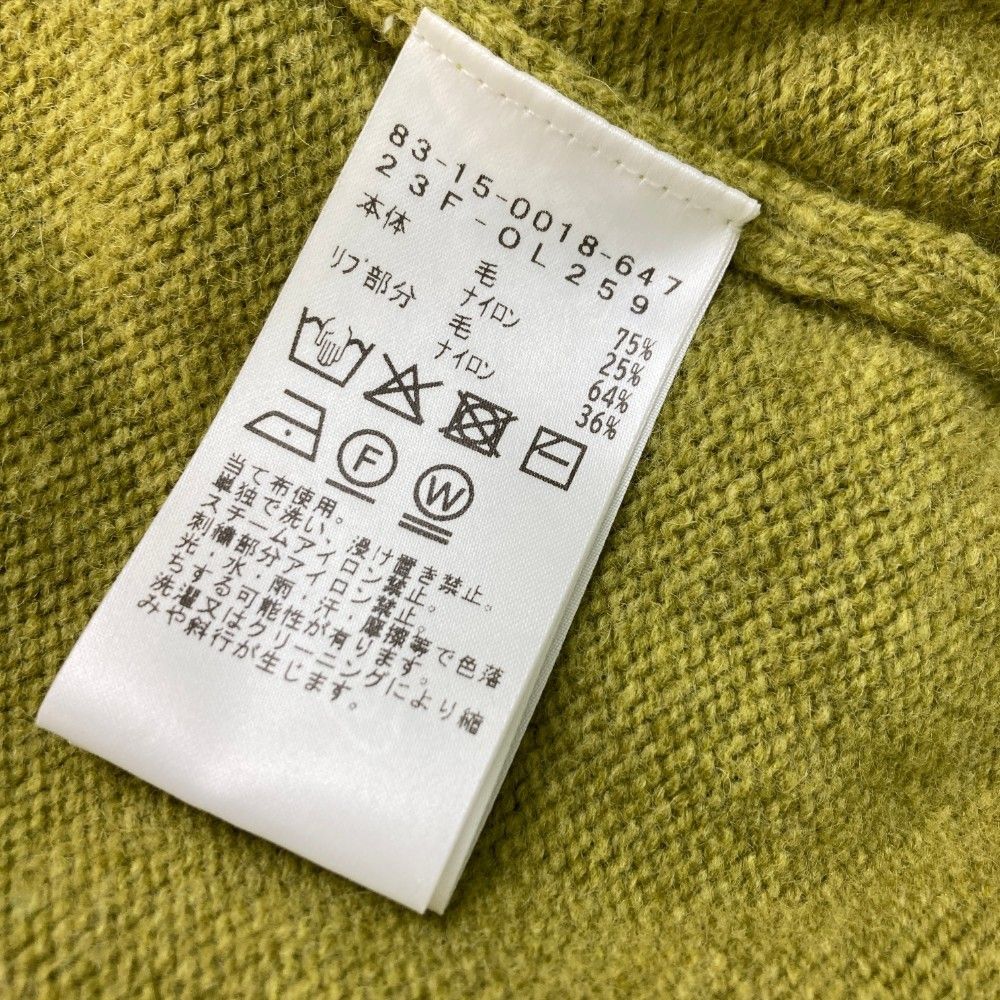 83-15-0018-647
23F-OL259
本体 毛 75%
ナイロン 25%
リブ部分 毛 64%
ナイロン 36%
F
W
当て布使用。
単独で洗い、浸け置き禁止。
スチームアイロン禁止。
刺繍部分アイロン禁止。
光・水・雨・汗・摩擦等で色落
ちする可能性が有ります。
洗濯又はクリーニングにより縮
みや斜行が生じます。